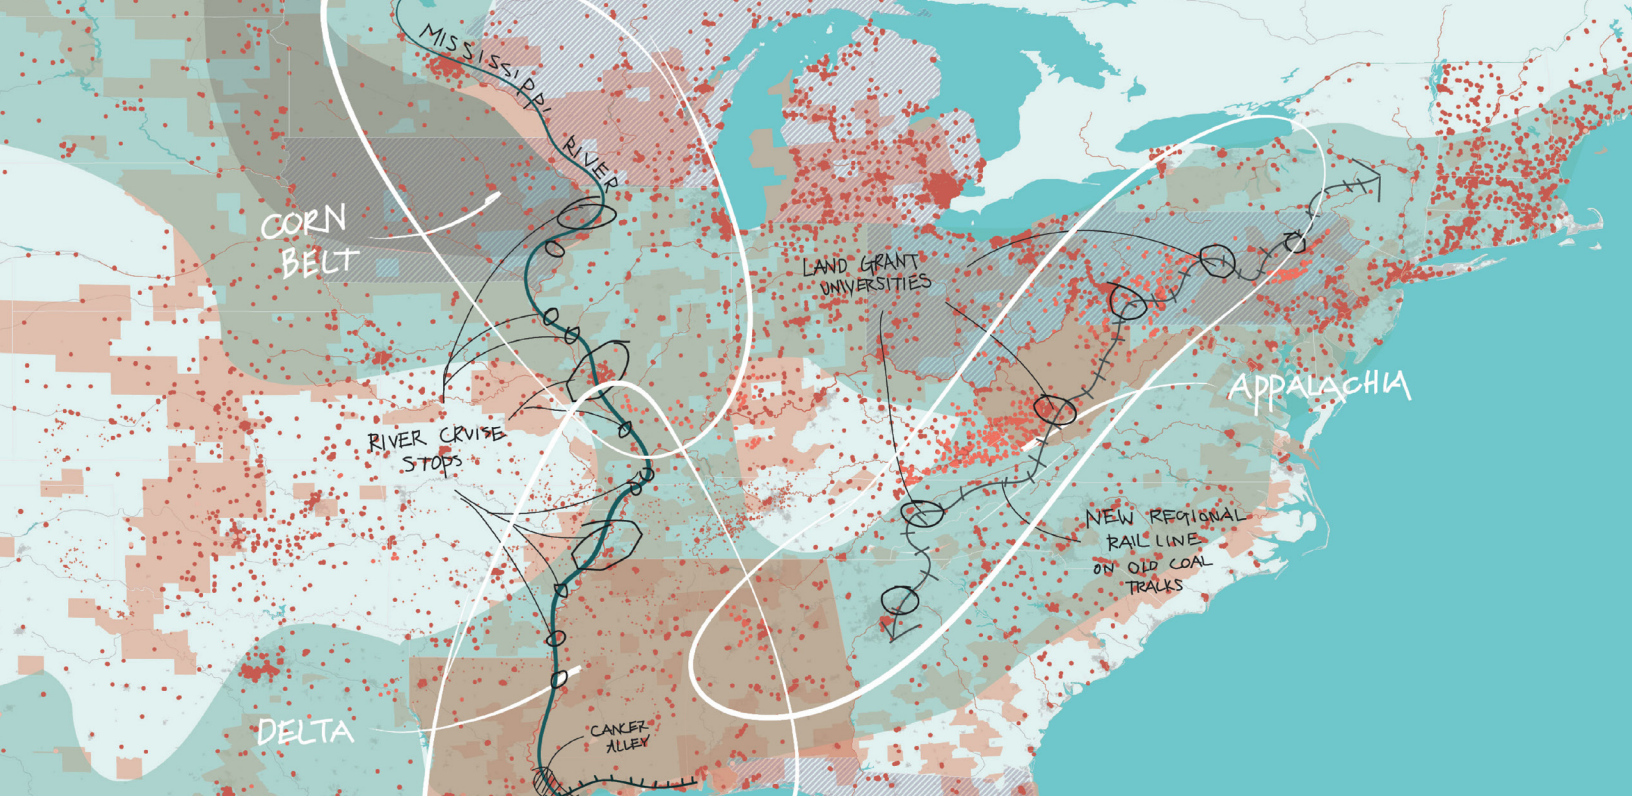 MISSISSIPPI
RIVER
CORN
BELT
LAND GRANT
UNIVERSITIES
APPALACHIA
RIVER CRUISE
STOPS
NEW REGIONAL
RAIL LINE
ON OLD COAL
TRACKS
DELTA
CANCER
ALLEY